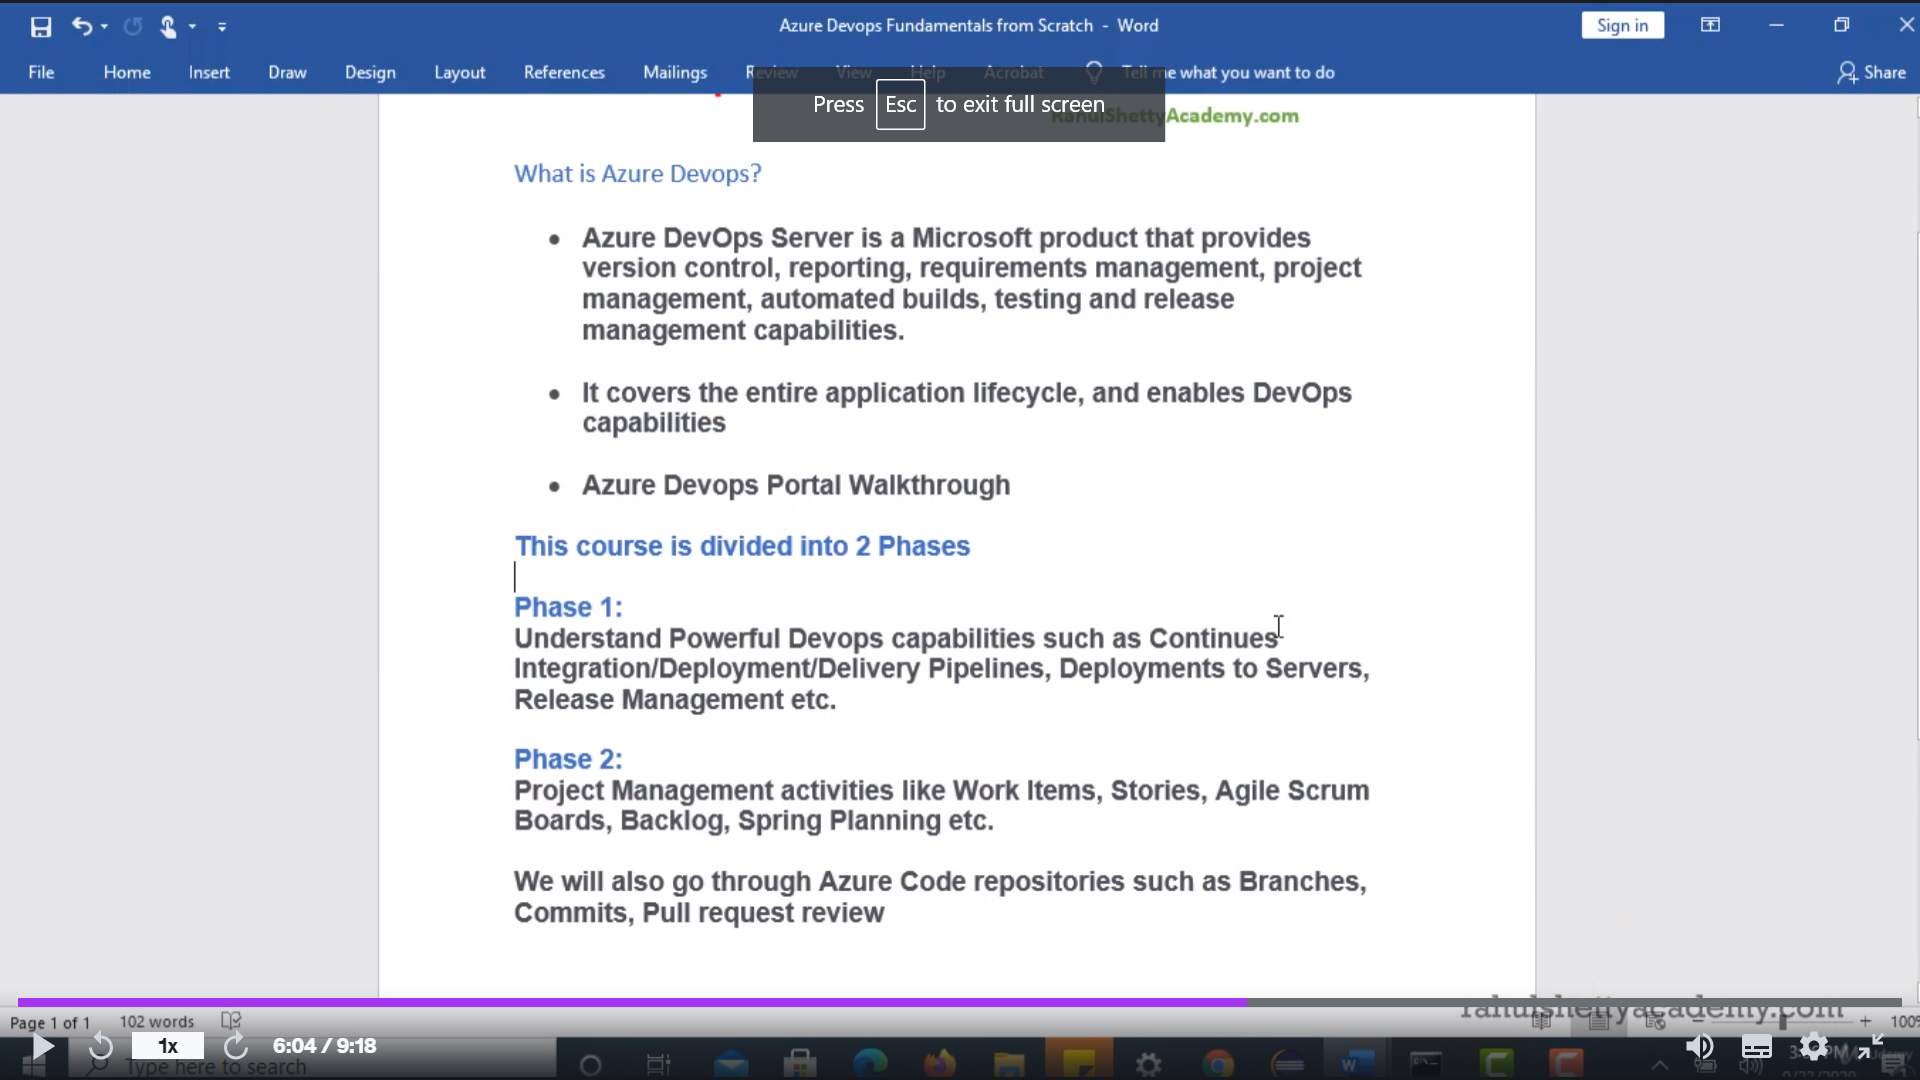 Azure Devops Fundamentals from Scratch - Word
Sign in
File Home Insert Draw Design Layout References Mailings Review View Help Acrobat Tell me what you want to do Share
Press Esc to exit full screen
RahulShettyAcademy.com
What is Azure Devops?
• Azure DevOps Server is a Microsoft product that provides
version control, reporting, requirements management, project
management, automated builds, testing and release
management capabilities.
• It covers the entire application lifecycle, and enables DevOps
capabilities
• Azure Devops Portal Walkthrough
This course is divided into 2 Phases
Phase 1:
Understand Powerful Devops capabilities such as Continues
Integration/Deployment/Delivery Pipelines, Deployments to Servers,
Release Management etc.
Phase 2:
Project Management activities like Work Items, Stories, Agile Scrum
Boards, Backlog, Spring Planning etc.
We will also go through Azure Code repositories such as Branches,
Commits, Pull request review
rahulshettyacademy.com
Page 1 of 1 102 words
1x 6:04 / 9:18
Type here to search